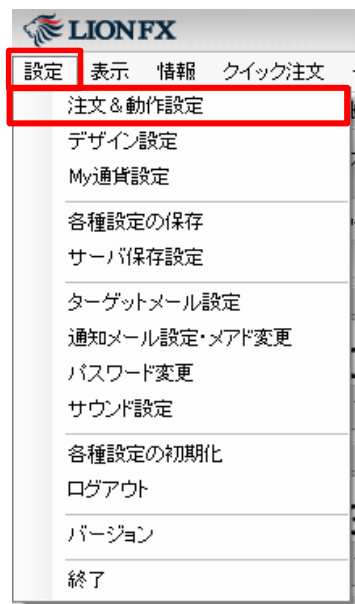 LION FX
設定 表示 情報 クイック注文
注文&動作設定
デザイン設定
My通貨設定
各種設定の保存
サーバ保存設定
ターゲットメール設定
通知メール設定・メアド変更
パスワード変更
サウンド設定
各種設定の初期化
ログアウト
バージョン
終了